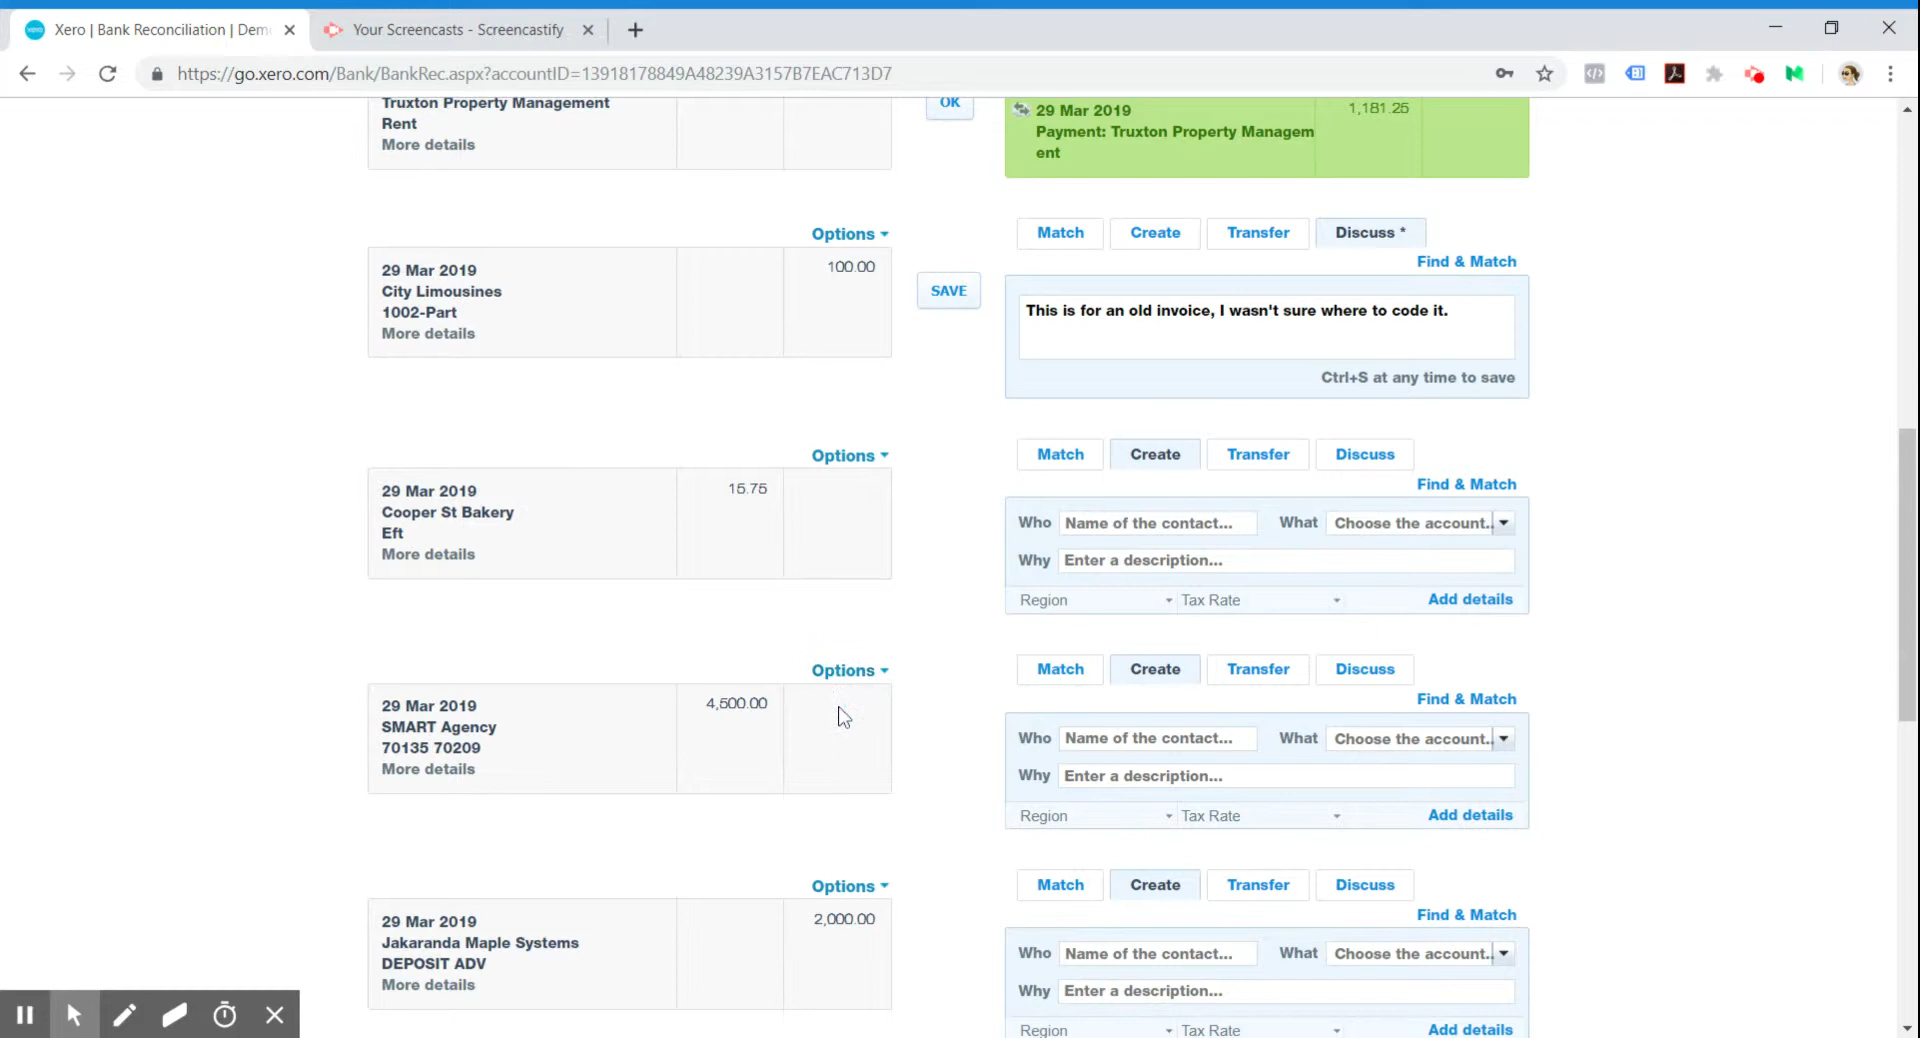 Xero | Bank Reconciliation | Dem
Your Screencasts - Screencastify
https://go.xero.com/Bank/BankRec.aspx?accountID=13918178849A48239A3157B7EAC713D7
Truxton Property Management
Rent
More details
OK
29 Mar 2019
1,181.25
Payment: Truxton Property Managem
ent
Options
Match Create Transfer Discuss *
Find & Match
29 Mar 2019
100.00
City Limousines
1002-Part
More details
SAVE
This is for an old invoice, I wasn't sure where to code it.
Ctrl+S at any time to save
Options
Match Create Transfer Discuss
Find & Match
29 Mar 2019
15.75
Cooper St Bakery
Eft
More details
Who Name of the contact... What Choose the account..
Why Enter a description...
Region Tax Rate Add details
Options
Match Create Transfer Discuss
Find & Match
29 Mar 2019
4,500.00
SMART Agency
70135 70209
More details
Who Name of the contact... What Choose the account..
Why Enter a description...
Region Tax Rate Add details
Options
Match Create Transfer Discuss
Find & Match
29 Mar 2019
2,000.00
Jakaranda Maple Systems
DEPOSIT ADV
More details
Who Name of the contact... What Choose the account..
Why Enter a description...
Region Tax Rate Add details